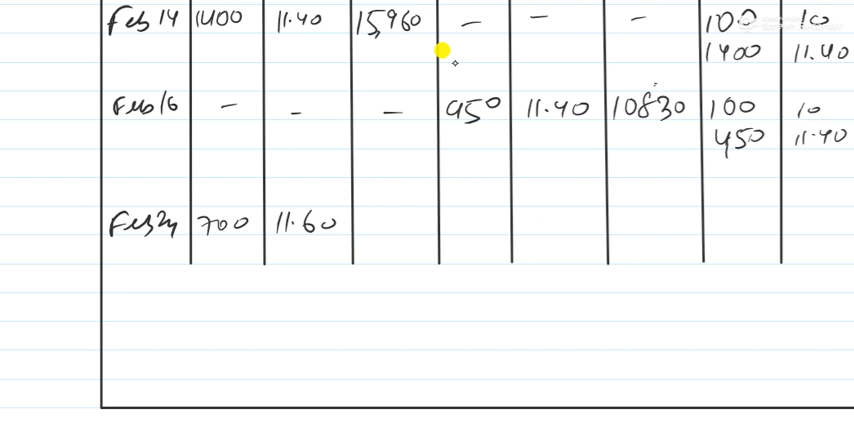 Feb 14 1400 11.40 15,960 — — — 100 10
1400 11.40
Feb 16 — — — 950 11.40 10830 100 10
450 11.40
Feb 24 700 11.60